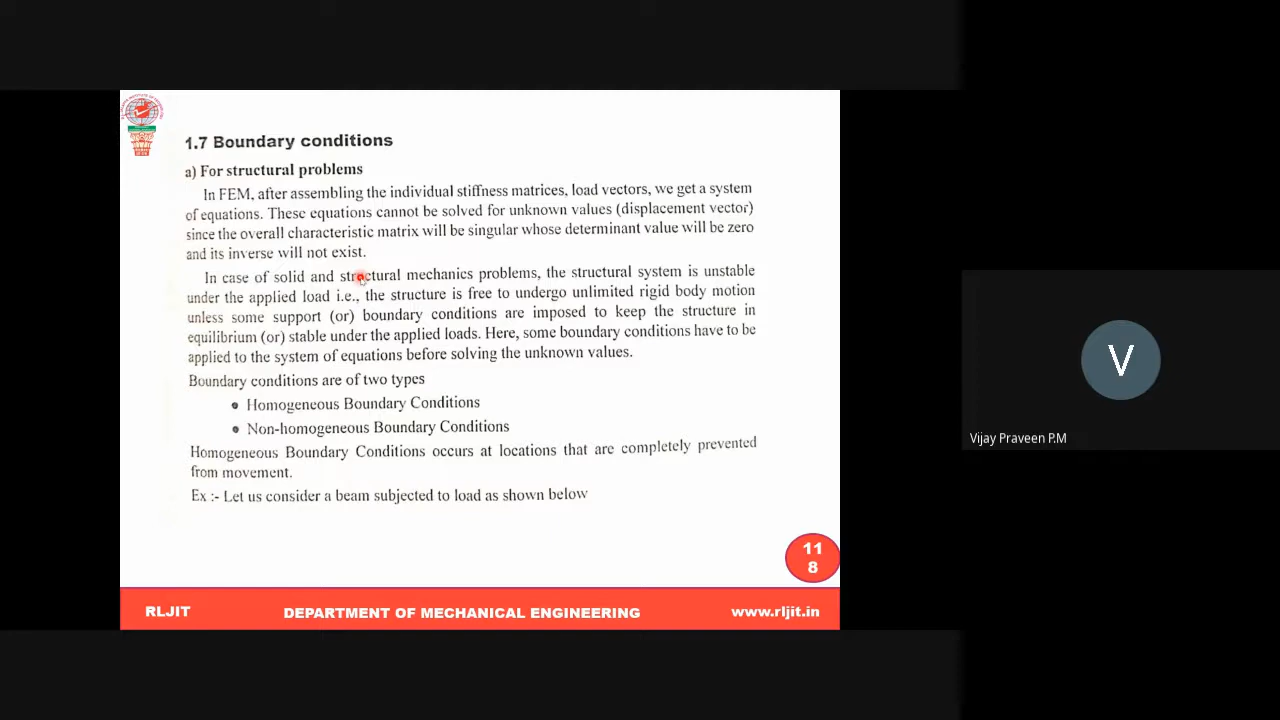 1.7 Boundary conditions
a) For structural problems
In FEM, after assembling the individual stiffness matrices, load vectors, we get a system
of equations. These equations cannot be solved for unknown values (displacement vector)
since the overall characteristic matrix will be singular whose determinant value will be zero
and its inverse will not exist.
In case of solid and structural mechanics problems, the structural system is unstable
under the applied load i.e., the structure is free to undergo unlimited rigid body motion
unless some support (or) boundary conditions are imposed to keep the structure in
equilibrium (or) stable under the applied loads. Here, some boundary conditions have to be
applied to the system of equations before solving the unknown values.
Boundary conditions are of two types
• Homogeneous Boundary Conditions
• Non-homogeneous Boundary Conditions
Homogeneous Boundary Conditions occurs at locations that are completely prevented
from movement.
Ex :- Let us consider a beam subjected to load as shown below
11
8
RLJIT DEPARTMENT OF MECHANICAL ENGINEERING www.rljit.in
V
Vijay Praveen P.M